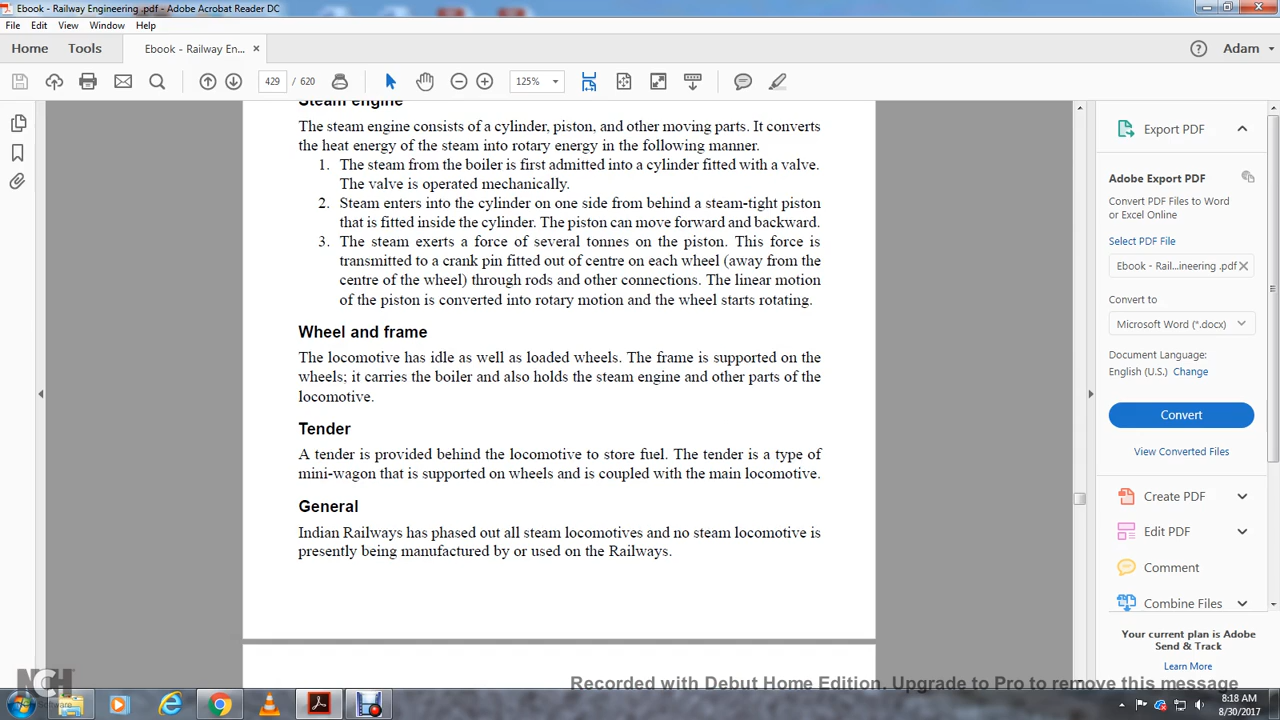 Ebook - Railway Engineering .pdf - Adobe Acrobat Reader DC
File Edit View Window Help
Home Tools Ebook - Railway En... × Adam
429 / 620 125%
Steam engine
The steam engine consists of a cylinder, piston, and other moving parts. It converts
the heat energy of the steam into rotary energy in the following manner.
1. The steam from the boiler is first admitted into a cylinder fitted with a valve.
The valve is operated mechanically.
2. Steam enters into the cylinder on one side from behind a steam-tight piston
that is fitted inside the cylinder. The piston can move forward and backward.
3. The steam exerts a force of several tonnes on the piston. This force is
transmitted to a crank pin fitted out of centre on each wheel (away from the
centre of the wheel) through rods and other connections. The linear motion
of the piston is converted into rotary motion and the wheel starts rotating.
Wheel and frame
The locomotive has idle as well as loaded wheels. The frame is supported on the
wheels; it carries the boiler and also holds the steam engine and other parts of the
locomotive.
Tender
A tender is provided behind the locomotive to store fuel. The tender is a type of
mini-wagon that is supported on wheels and is coupled with the main locomotive.
General
Indian Railways has phased out all steam locomotives and no steam locomotive is
presently being manufactured by or used on the Railways.
Export PDF
Adobe Export PDF
Convert PDF Files to Word
or Excel Online
Select PDF File
Ebook - Rail...ineering .pdf ×
Convert to
Microsoft Word (*.docx)
Document Language:
English (U.S.) Change
Convert
View Converted Files
Create PDF
Edit PDF
Comment
Combine Files
Your current plan is Adobe
Send & Track
Learn More
NCH Software
Recorded with Debut Home Edition. Upgrade to Pro to remove this message
8:18 AM
8/30/2017